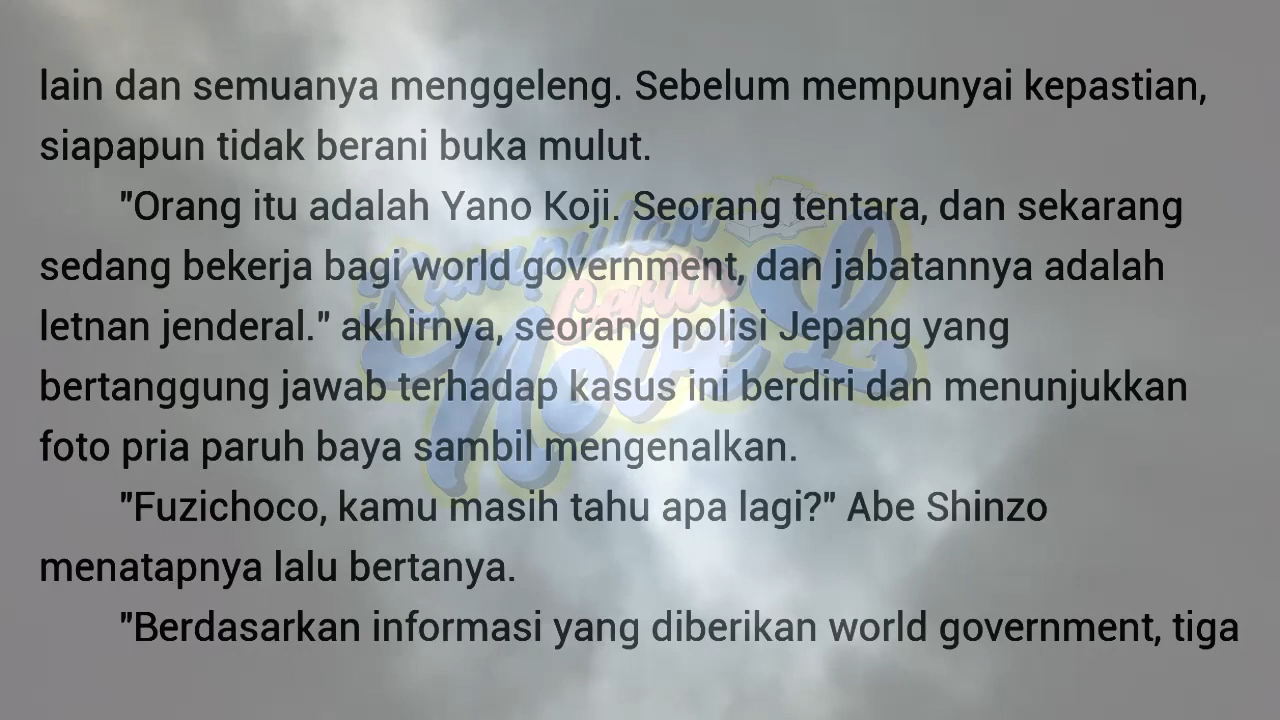 lain dan semuanya menggeleng. Sebelum mempunyai kepastian,
siapapun tidak berani buka mulut.
"Orang itu adalah Yano Koji. Seorang tentara, dan sekarang
sedang bekerja bagi world government, dan jabatannya adalah
letnan jenderal." akhirnya, seorang polisi Jepang yang
bertanggung jawab terhadap kasus ini berdiri dan menunjukkan
foto pria paruh baya sambil mengenalkan.
"Fuzichoco, kamu masih tahu apa lagi?" Abe Shinzo
menatapnya lalu bertanya.
"Berdasarkan informasi yang diberikan world government, tiga
Kumpulan
Cerita
Novel